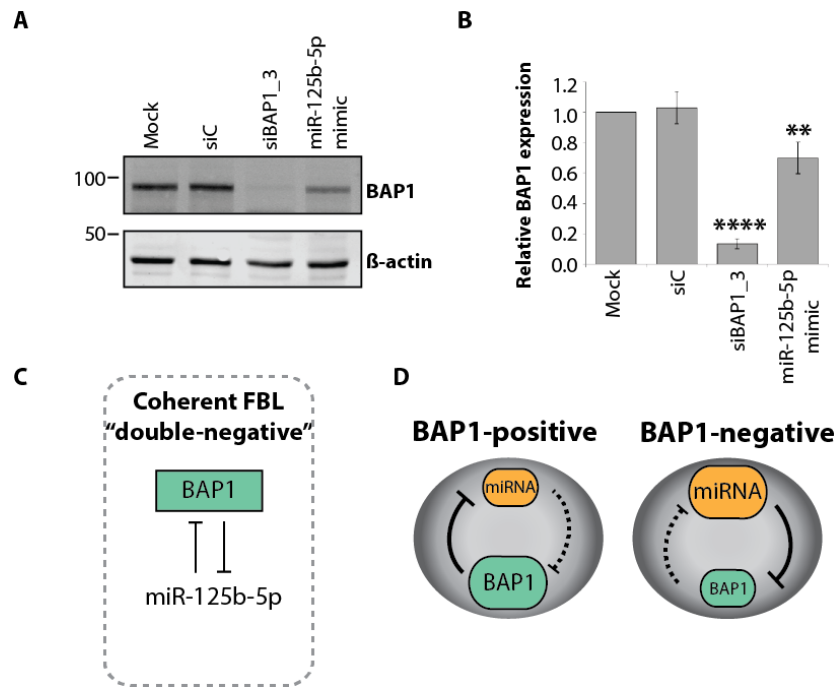 A
Mock
siC
siBAP1_3
miR-125b-5p
mimic
100
BAP1
50
ß-actin
B
Relative BAP1 expression
1.2
1.0
0.8
0.6
0.4
0.2
0.0
****
**
Mock
siC
siBAP1_3
miR-125b-5p
mimic
C
Coherent FBL
“double-negative”
BAP1
miR-125b-5p
D
BAP1-positive
miRNA
BAP1
BAP1-negative
miRNA
BAP1